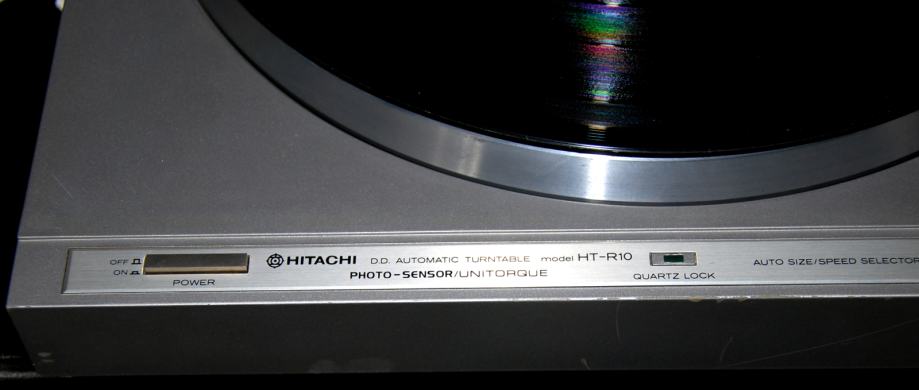 OFF
ON
POWER
HITACHI D.D. AUTOMATIC TURNTABLE model HT-R10
PHOTO-SENSOR/UNITORQUE
QUARTZ LOCK
AUTO SIZE/SPEED SELECTOR